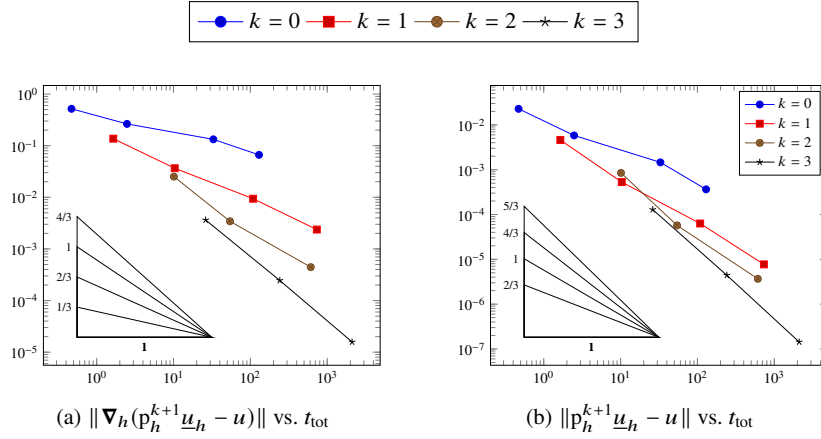 k = 0 k = 1 k = 2 k = 3
10^0
10^{-1}
10^{-2}
10^{-3}
10^{-4}
10^{-5}
4/3
1
2/3
1/3
1
10^0 10^1 10^2 10^3
(a) ‖∇_h(p_h^{k+1}u_h − u)‖ vs. t_tot
k = 0
k = 1
k = 2
k = 3
10^{-2}
10^{-3}
10^{-4}
10^{-5}
10^{-6}
10^{-7}
5/3
4/3
1
2/3
1
10^0 10^1 10^2 10^3
(b) ‖p_h^{k+1}u_h − u‖ vs. t_tot